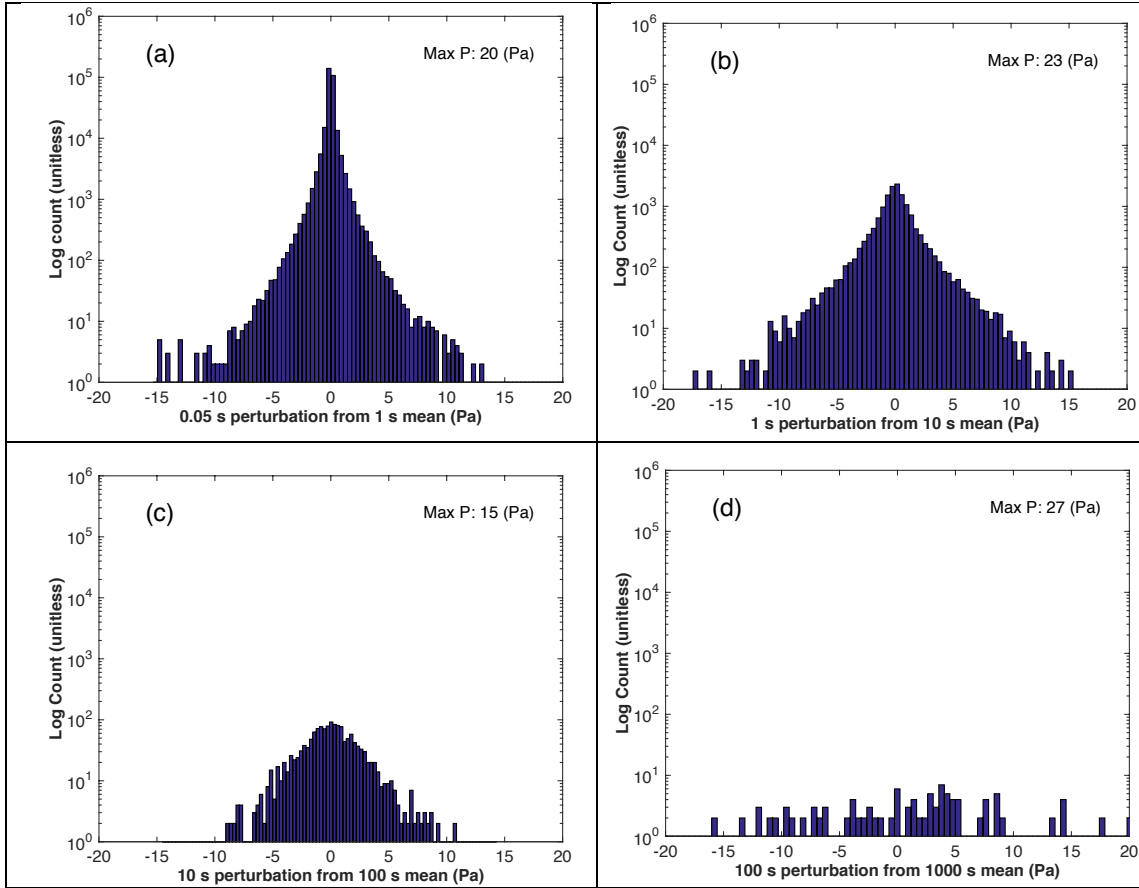 (a)
Max P: 20 (Pa)
Log count (unitless)
10^6
10^5
10^4
10^3
10^2
10^1
10^0
-20 -15 -10 -5 0 5 10 15 20
0.05 s perturbation from 1 s mean (Pa)
(b)
Max P: 23 (Pa)
Log Count (unitless)
10^6
10^5
10^4
10^3
10^2
10^1
10^0
-20 -15 -10 -5 0 5 10 15 20
1 s perturbation from 10 s mean (Pa)
(c)
Max P: 15 (Pa)
Log Count (unitless)
10^6
10^5
10^4
10^3
10^2
10^1
10^0
-20 -15 -10 -5 0 5 10 15 20
10 s perturbation from 100 s mean (Pa)
(d)
Max P: 27 (Pa)
Log Count (unitless)
10^6
10^5
10^4
10^3
10^2
10^1
10^0
-20 -15 -10 -5 0 5 10 15 20
100 s perturbation from 1000 s mean (Pa)